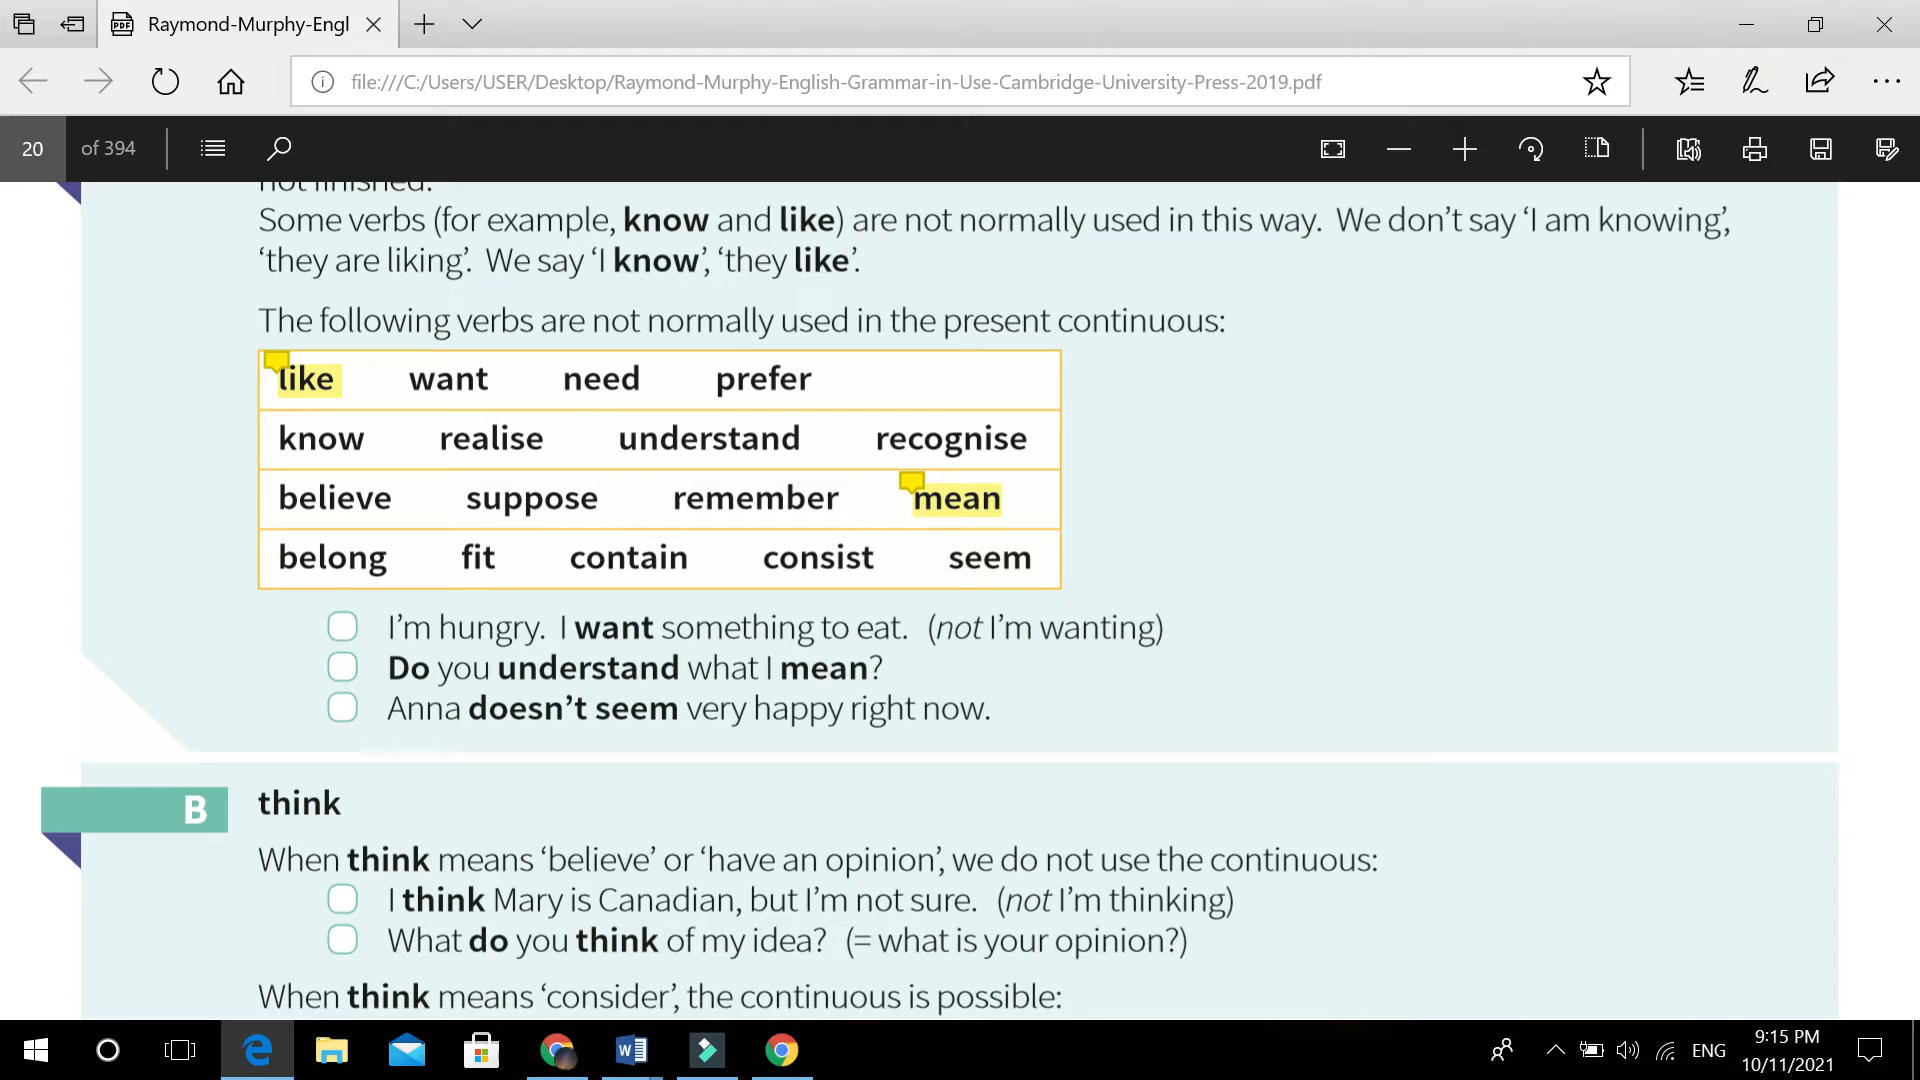 Raymond-Murphy-Engl
file:///C:/Users/USER/Desktop/Raymond-Murphy-English-Grammar-in-Use-Cambridge-University-Press-2019.pdf
20 of 394
not finished.
Some verbs (for example, know and like) are not normally used in this way. We don’t say ‘I am knowing’,
‘they are liking’. We say ‘I know’, ‘they like’.
The following verbs are not normally used in the present continuous:
like want need prefer
know realise understand recognise
believe suppose remember mean
belong fit contain consist seem
I’m hungry. I want something to eat. (not I’m wanting)
Do you understand what I mean?
Anna doesn’t seem very happy right now.
B think
When think means ‘believe’ or ‘have an opinion’, we do not use the continuous:
I think Mary is Canadian, but I’m not sure. (not I’m thinking)
What do you think of my idea? (= what is your opinion?)
When think means ‘consider’, the continuous is possible:
ENG
9:15 PM
10/11/2021